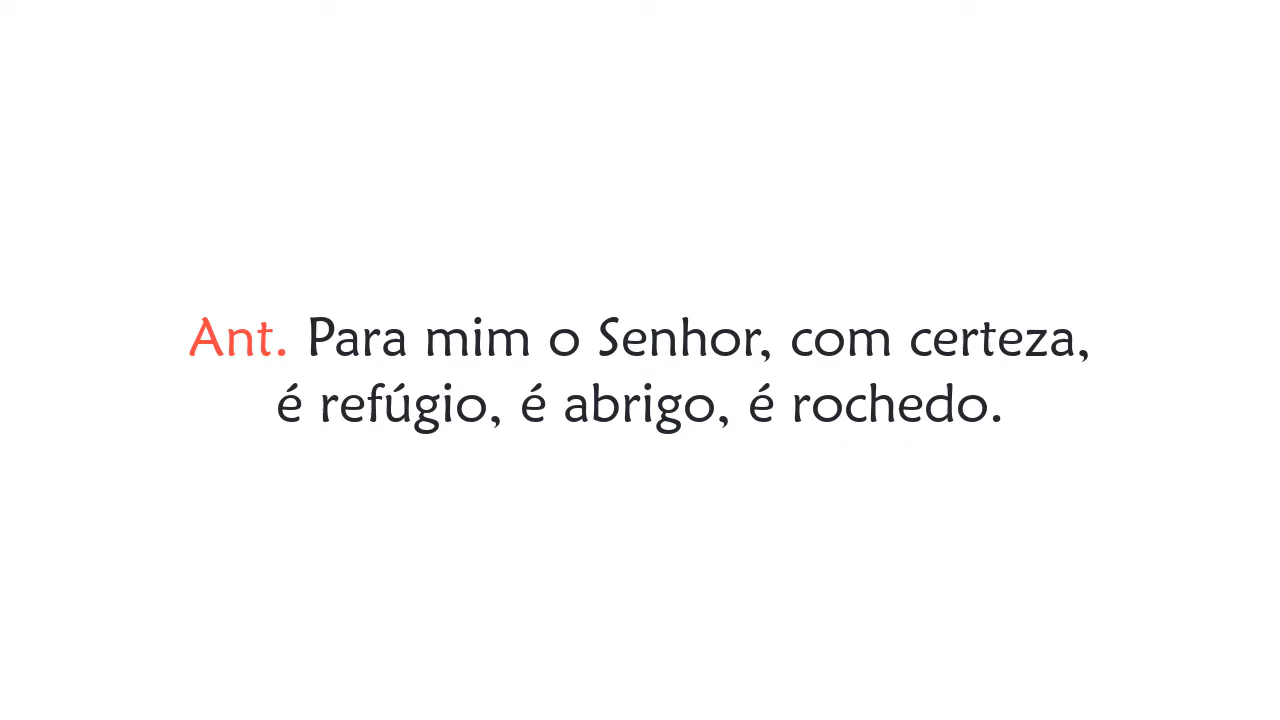 Ant. Para mim o Senhor, com certeza,
é refúgio, é abrigo, é rochedo.